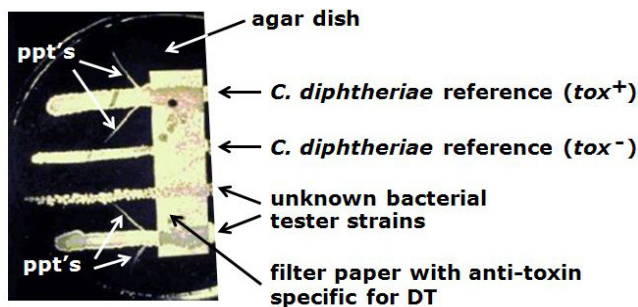 agar dish
ppt's
C. diphtheriae reference (tox+)
C. diphtheriae reference (tox-)
unknown bacterial
tester strains
ppt's
filter paper with anti-toxin
specific for DT